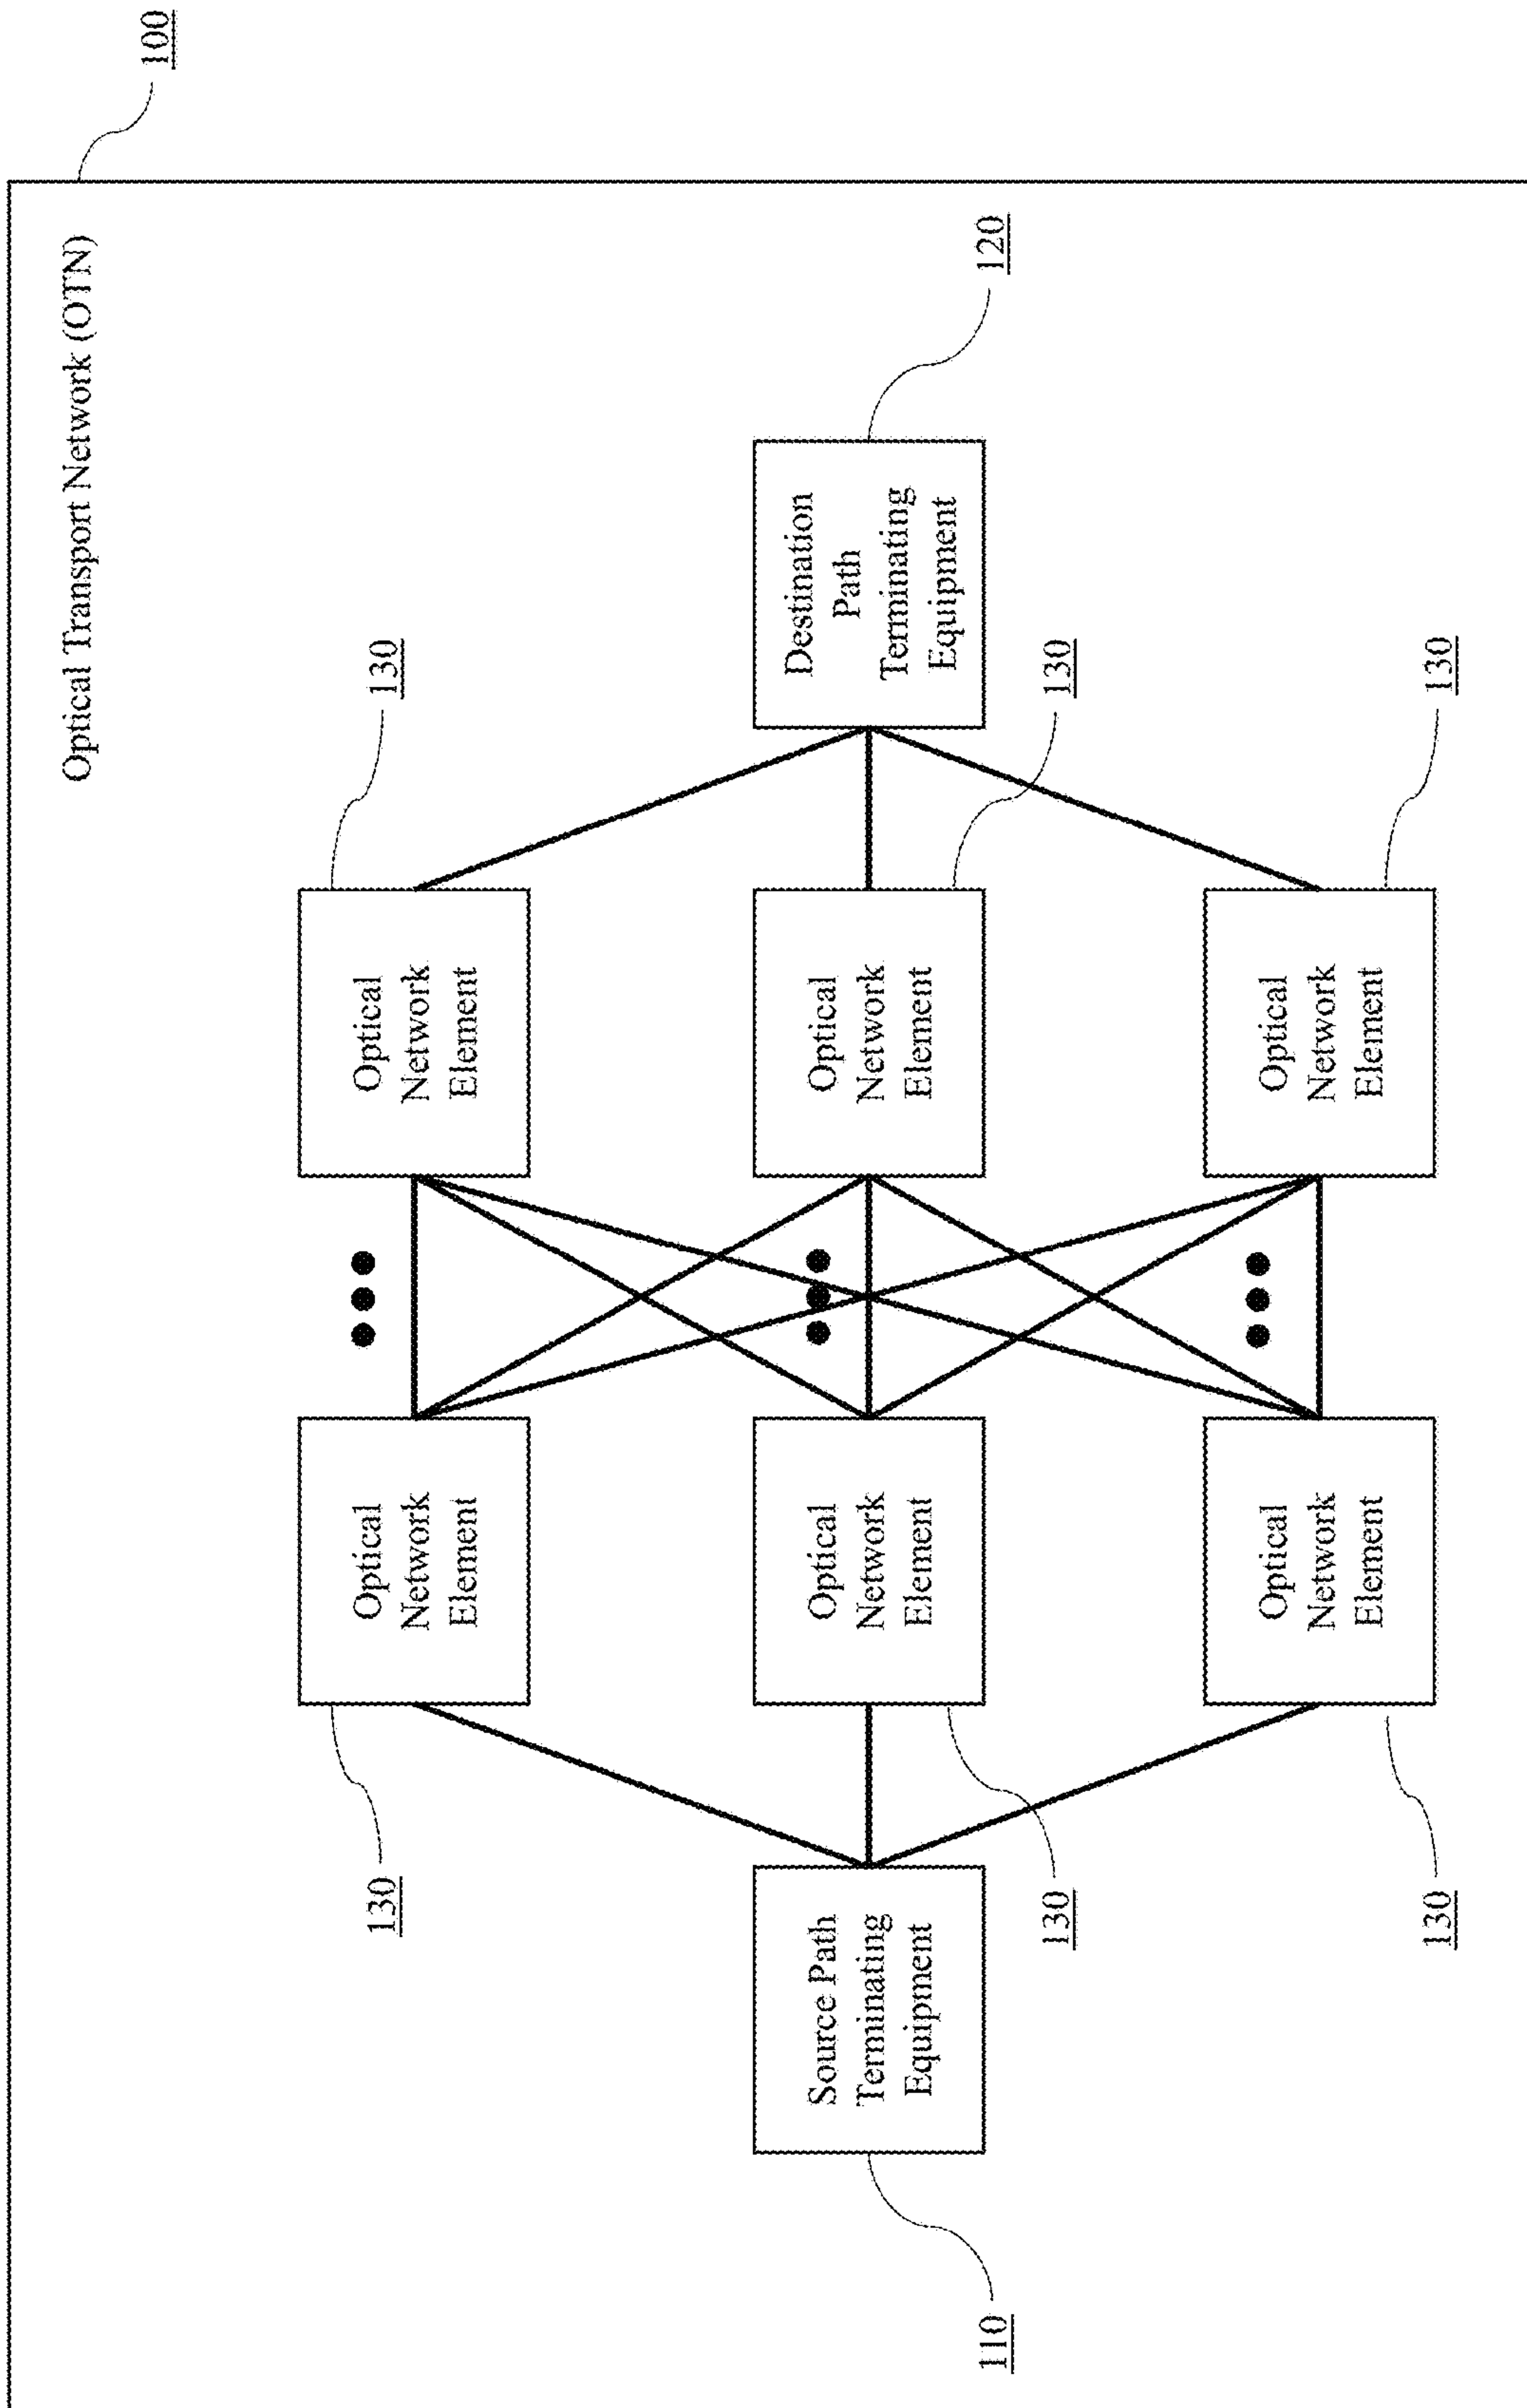 100
Optical Transport Network (OTN)
130
130
Optical
Network
Element
Optical
Network
Element
110
Source Path
Terminating
Equipment
130
Optical
Network
Element
Optical
Network
Element
130
Destination
Path
Terminating
Equipment
120
130
Optical
Network
Element
Optical
Network
Element
130